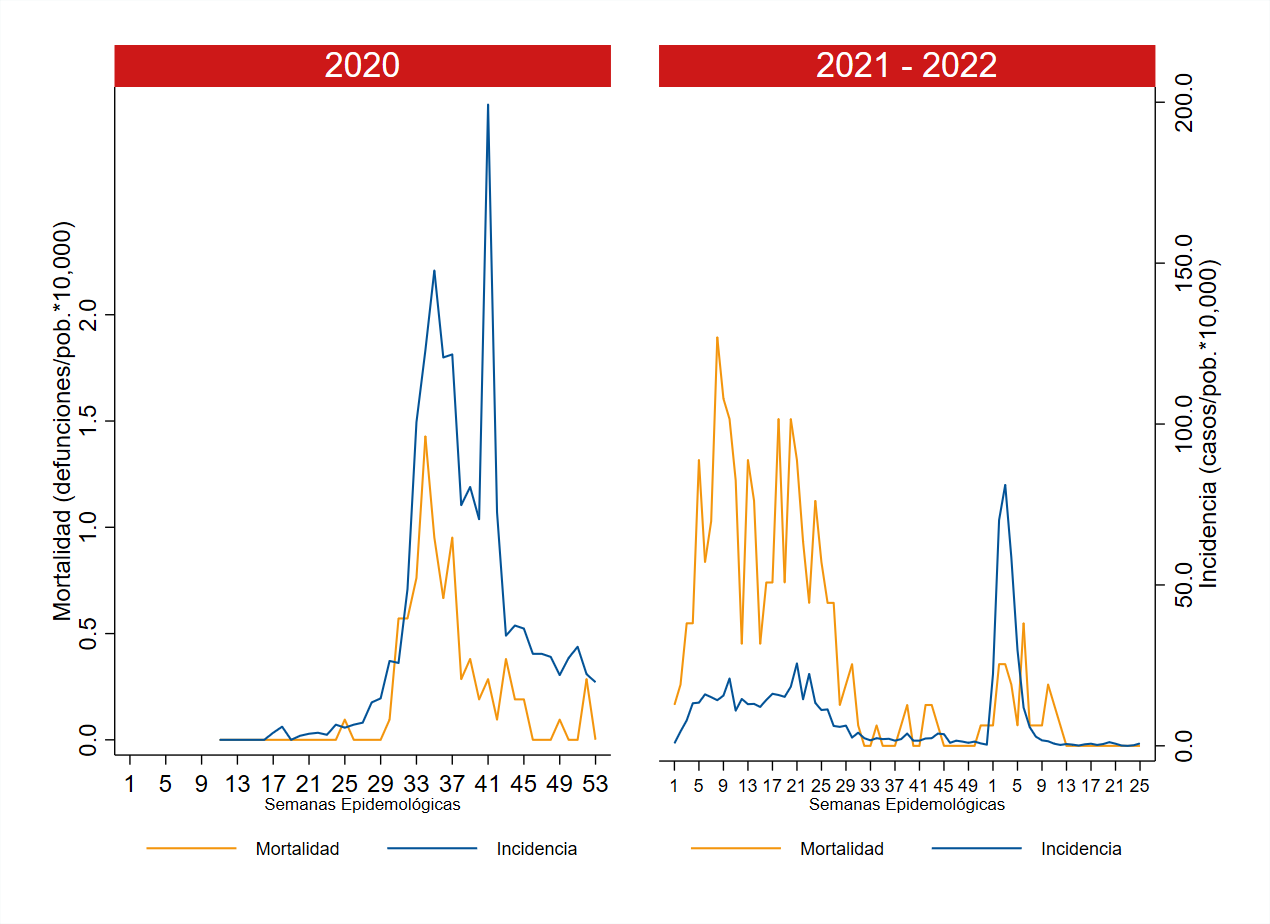 2020
2021 - 2022
Mortalidad (defunciones/pob.*10,000)
0.0 0.5 1.0 1.5 2.0
1 5 9 13 17 21 25 29 33 37 41 45 49 53
Semanas Epidemológicas
Mortalidad Incidencia
Incidencia (casos/pob.*10,000)
0.0 50.0 100.0 150.0 200.0
1 5 9 13 17 21 25 29 33 37 41 45 49 1 5 9 13 17 21 25
Semanas Epidemológicas
Mortalidad Incidencia